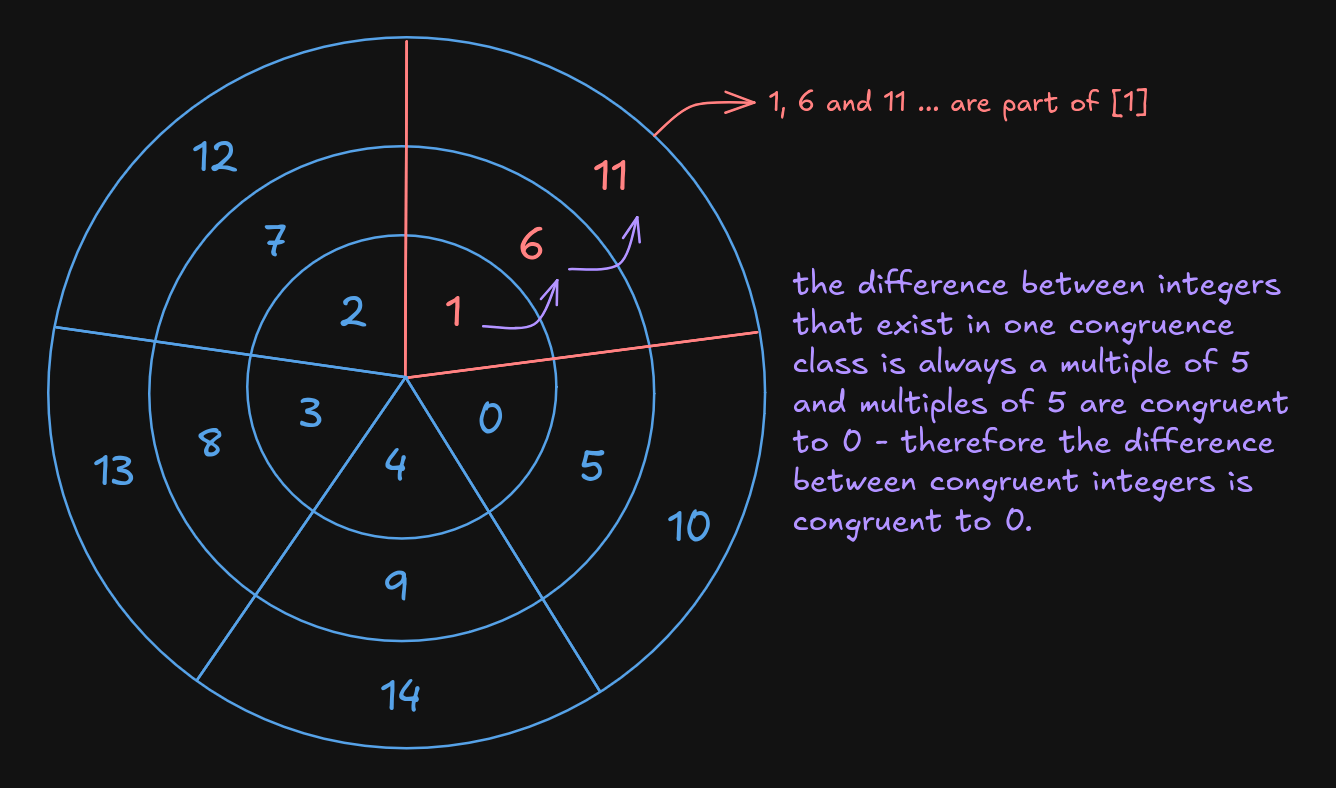 1, 6 and 11 ... are part of [1]
12
11
7
6
2
1
the difference between integers
that exist in one congruence
class is always a multiple of 5
and multiples of 5 are congruent
to 0 - therefore the difference
between congruent integers is
congruent to 0.
3
0
8
13
4
5
10
9
14